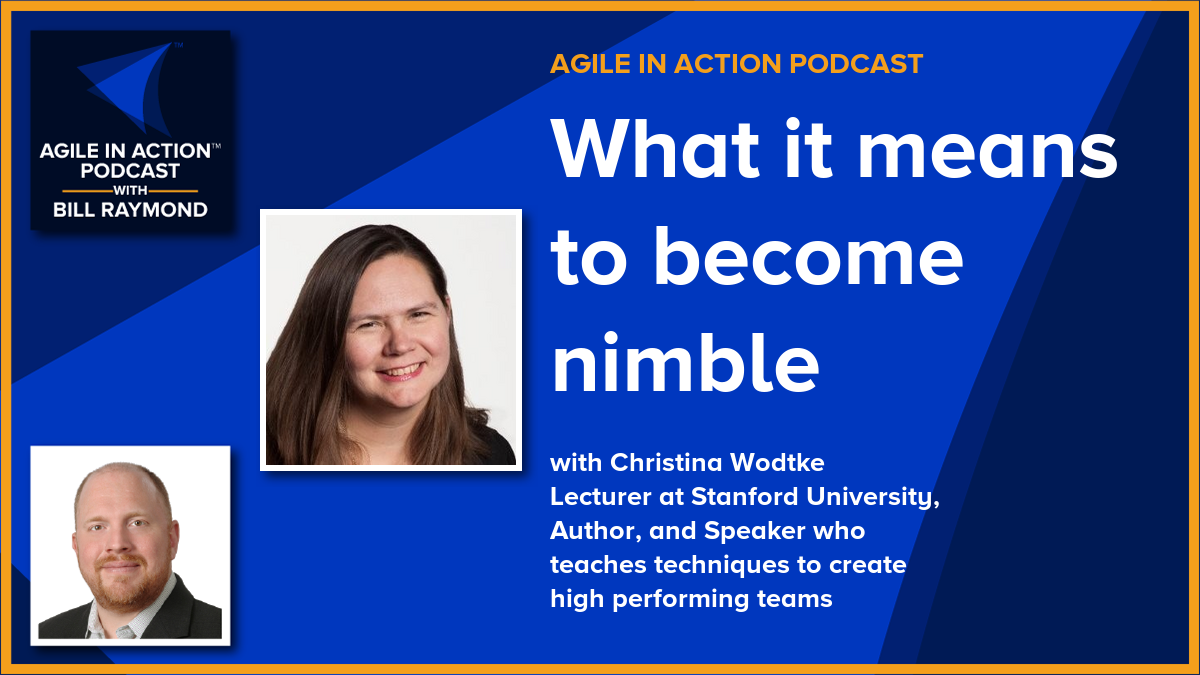 ™
AGILE IN ACTION™
PODCAST
WITH
BILL RAYMOND
AGILE IN ACTION PODCAST
What it means
to become
nimble
with Christina Wodtke
Lecturer at Stanford University,
Author, and Speaker who
teaches techniques to create
high performing teams